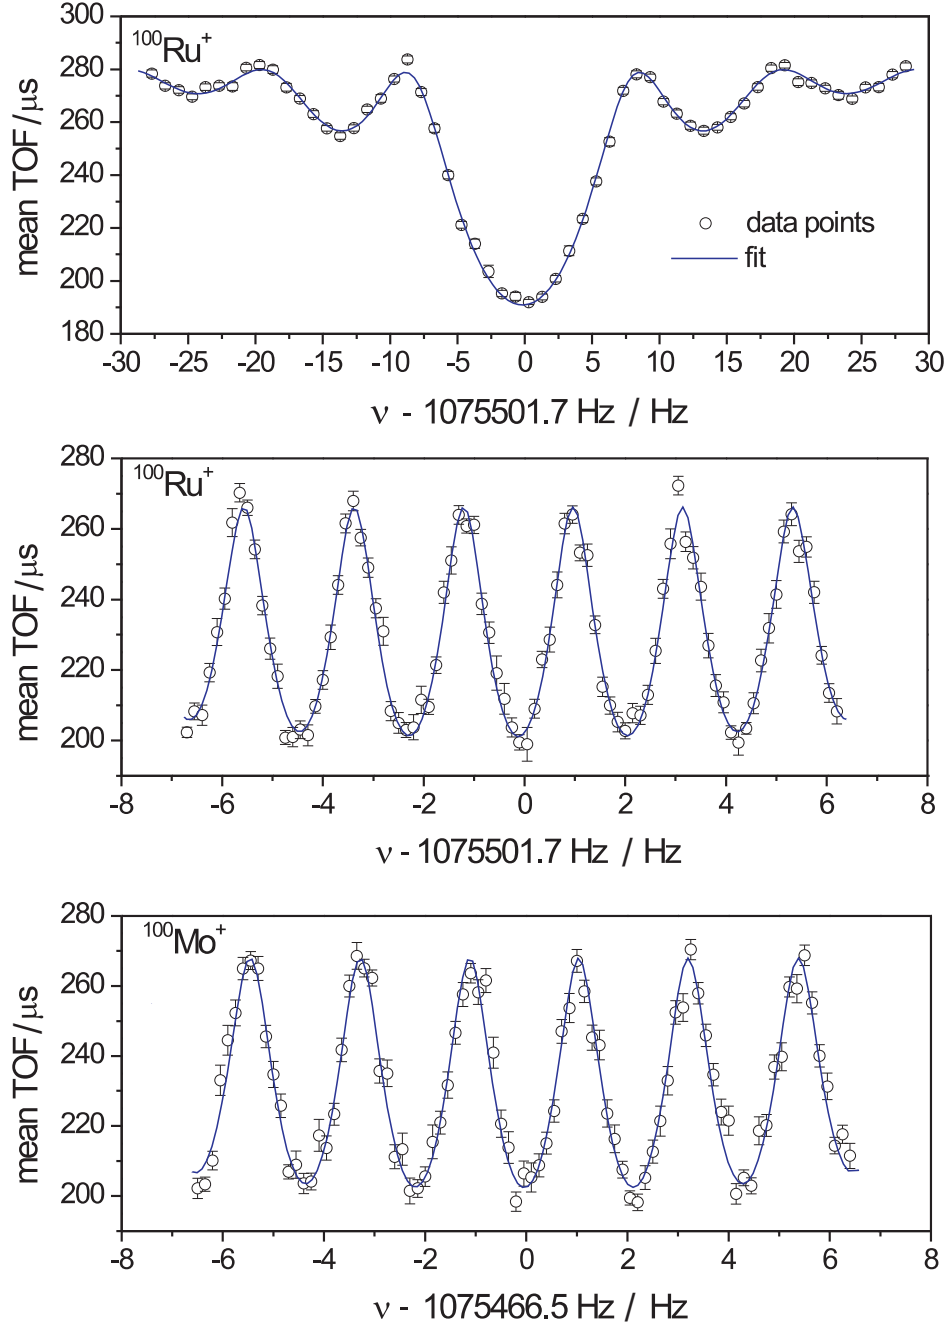 300
280
260
240
220
200
180
mean TOF /μs
¹⁰⁰Ru⁺
data points
fit
-30 -25 -20 -15 -10 -5 0 5 10 15 20 25 30
ν - 1075501.7 Hz / Hz
280
260
240
220
200
mean TOF /μs
¹⁰⁰Ru⁺
-8 -6 -4 -2 0 2 4 6 8
ν - 1075501.7 Hz / Hz
280
260
240
220
200
mean TOF /μs
¹⁰⁰Mo⁺
-8 -6 -4 -2 0 2 4 6 8
ν - 1075466.5 Hz / Hz